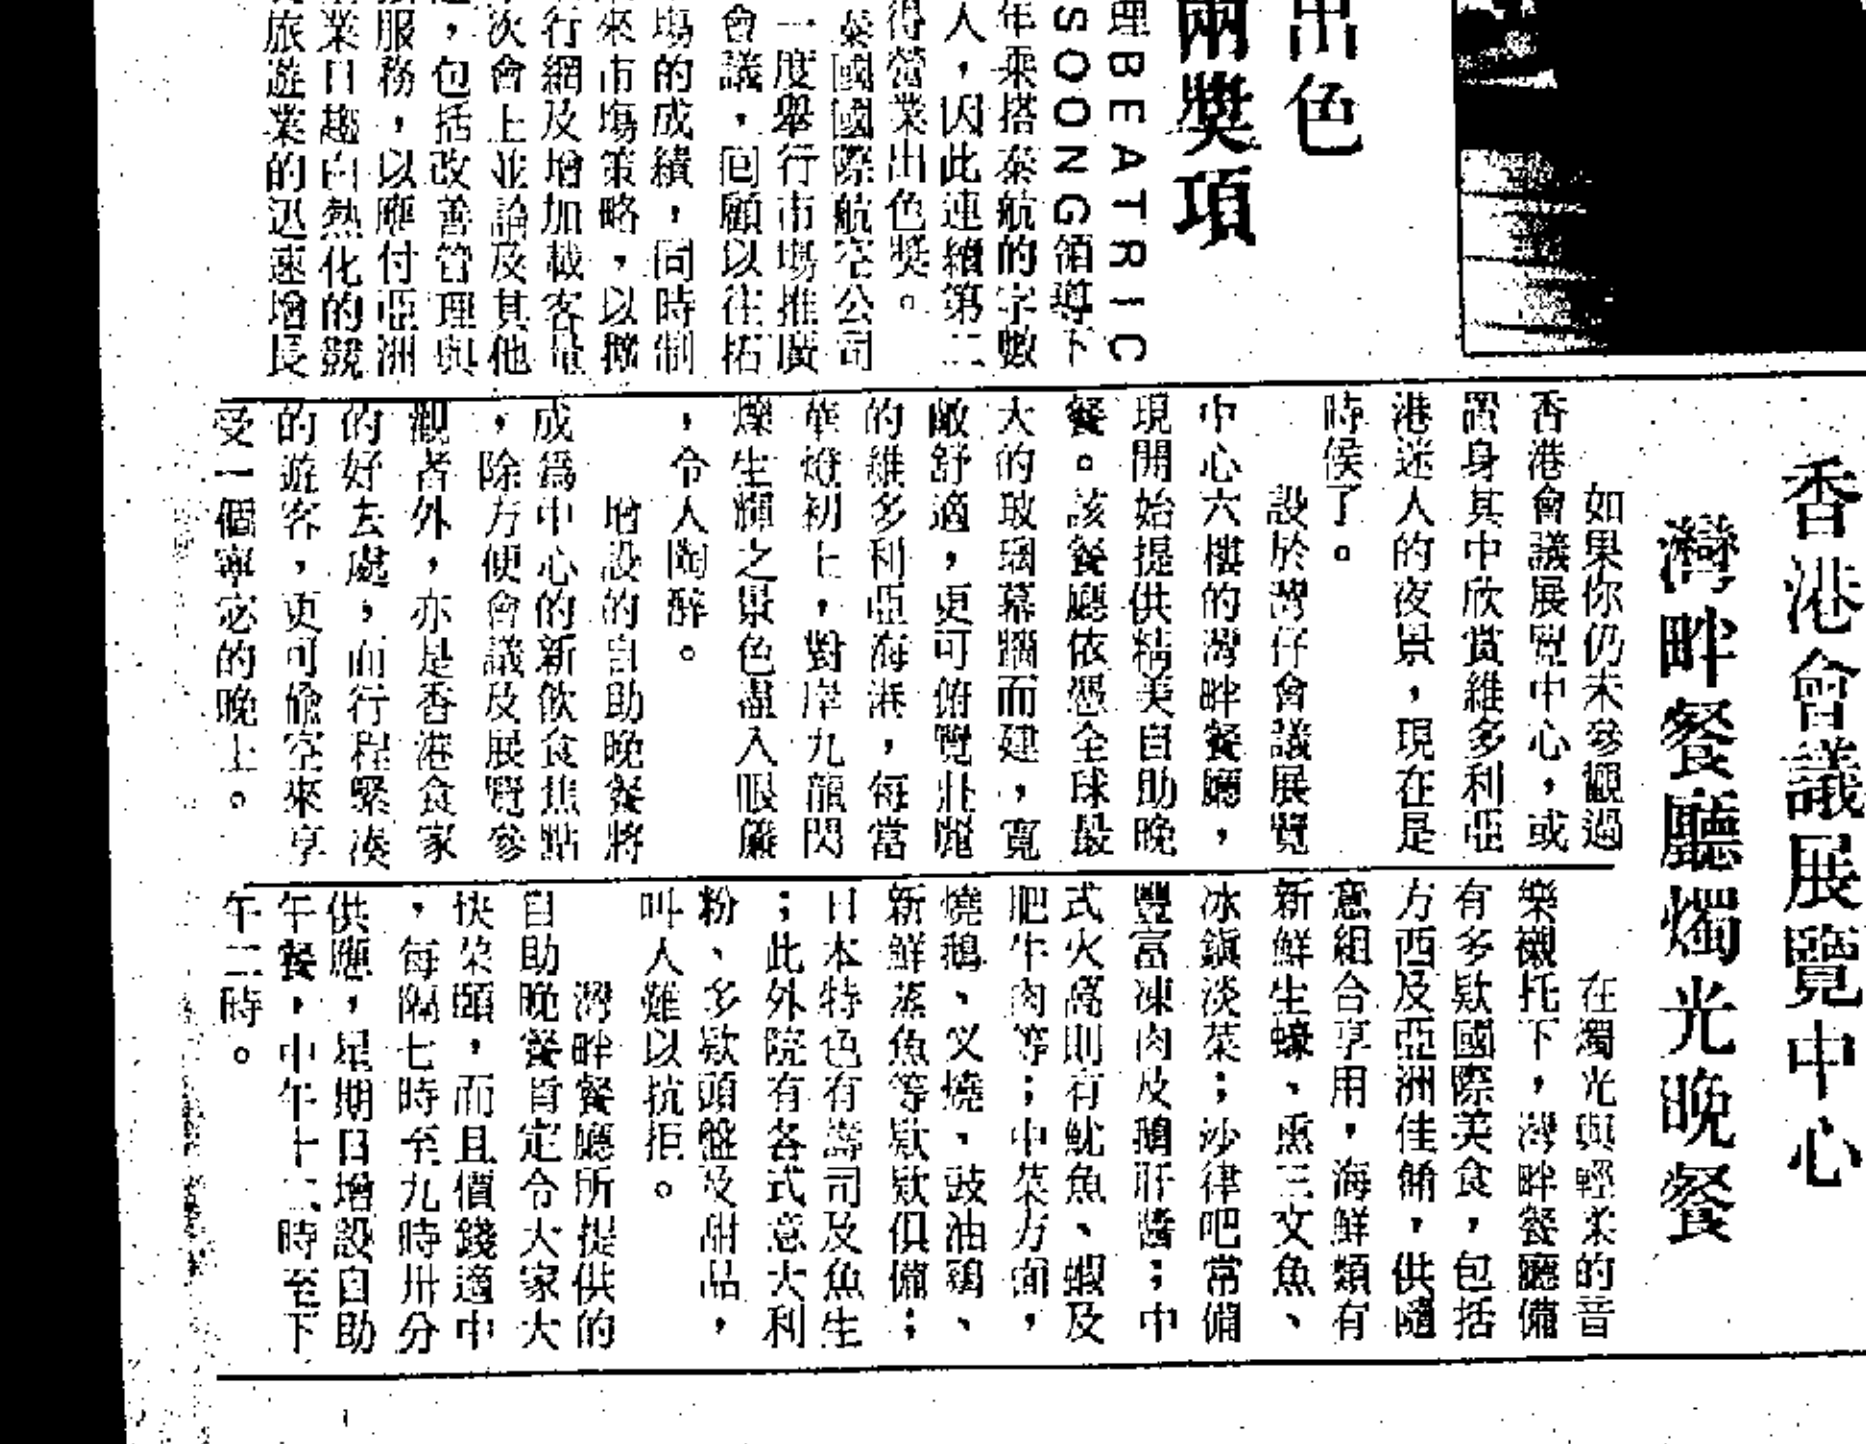 出色
兩獎項
理BEATRIC
SOONG領導下
年乘搭泰航的字數
人，因此連續第二
得營業出色獎。
泰國國際航空公司
一度舉行市場推廣
會議，回顧以往拓
場的成績，同時制
來市場策略，以擴
行網及增加載客量
次會上並論及其他
，包括改善管理與
服務，以應付亞洲
業日趨白熱化的競
旅遊業的迅速增長
香港會議展覽中心
灣畔餐廳燭光晚餐
如果你仍未參觀過
香港會議展覽中心，或
置身其中欣賞維多利亞
港迷人的夜景，現在是
時候了。
設於灣仔會議展覽
中心六樓的灣畔餐廳，
現開始提供精美自助晚
餐。該餐廳依憑全球最
大的玻璃幕牆而建，寬
敞舒適，更可俯覽壯麗
的維多利亞海港，每當
華燈初上，對岸九龍閃
爍生輝之景色盡入眼簾
，令人陶醉。
增設的自助晚餐將
成為中心的新飲食焦點
，除方便會議及展覽參
觀者外，亦是香港食家
的好去處，而行程緊湊
的遊客，更可偷空來享
受一個寧謐的晚上。
在燭光與輕柔的音
樂襯托下，灣畔餐廳備
有多款國際美食，包括
方西及亞洲佳餚，供隨
意組合享用，海鮮類有
新鮮生蠔、熏三文魚、
冰鎮淡菜；沙律吧常備
豐富凍肉及鵝肝醬；中
式火窩則有魷魚、蝦及
肥牛肉等；中菜方面，
燒鵝、叉燒、豉油鷄、
新鮮蒸魚等款款俱備；
日本特色有壽司及魚生
；此外院有各式意大利
粉、多款頭盤及甜品，
叫人難以抗拒。
灣畔餐廳所提供的
自助晚餐肯定令大家大
快朵頤，而且價錢適中
，每隔七時至九時卅分
供應，星期日增設自助
午餐，中午十二時至下
午二時。